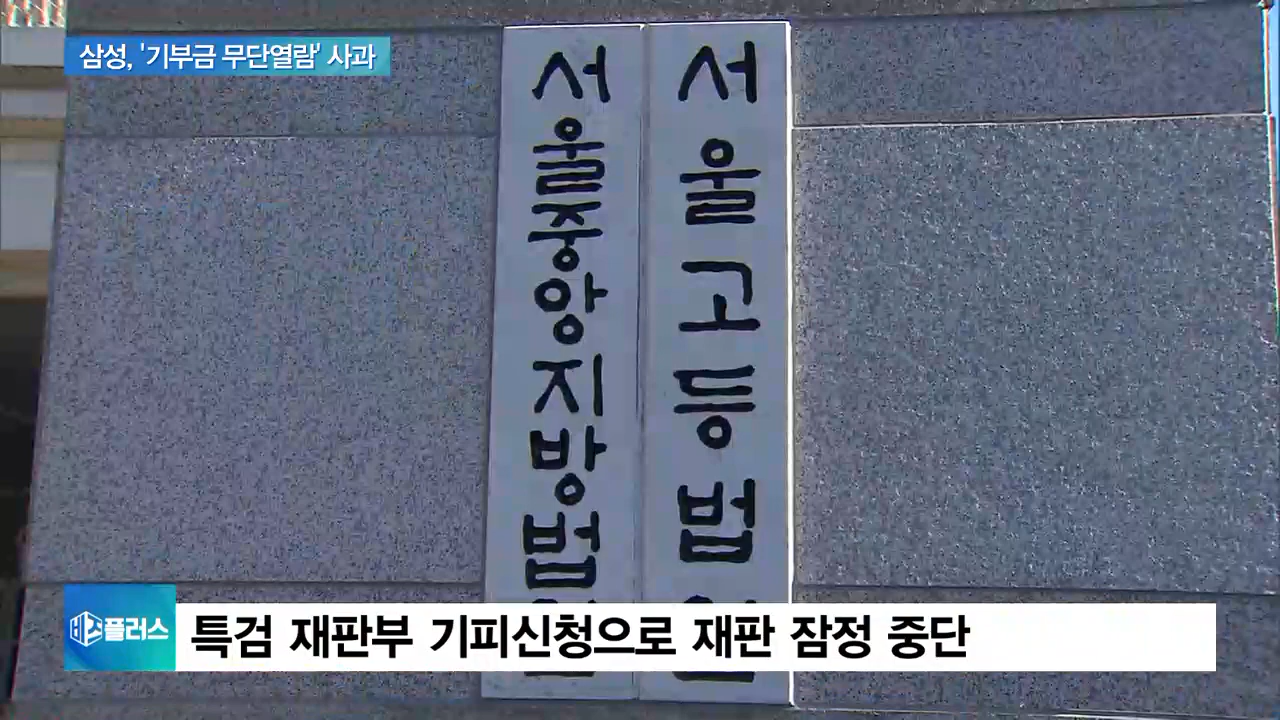 삼성, '기부금 무단열람' 사과
서울중앙지방법원
서울고등법원
비즈플러스
특검 재판부 기피신청으로 재판 잠정 중단